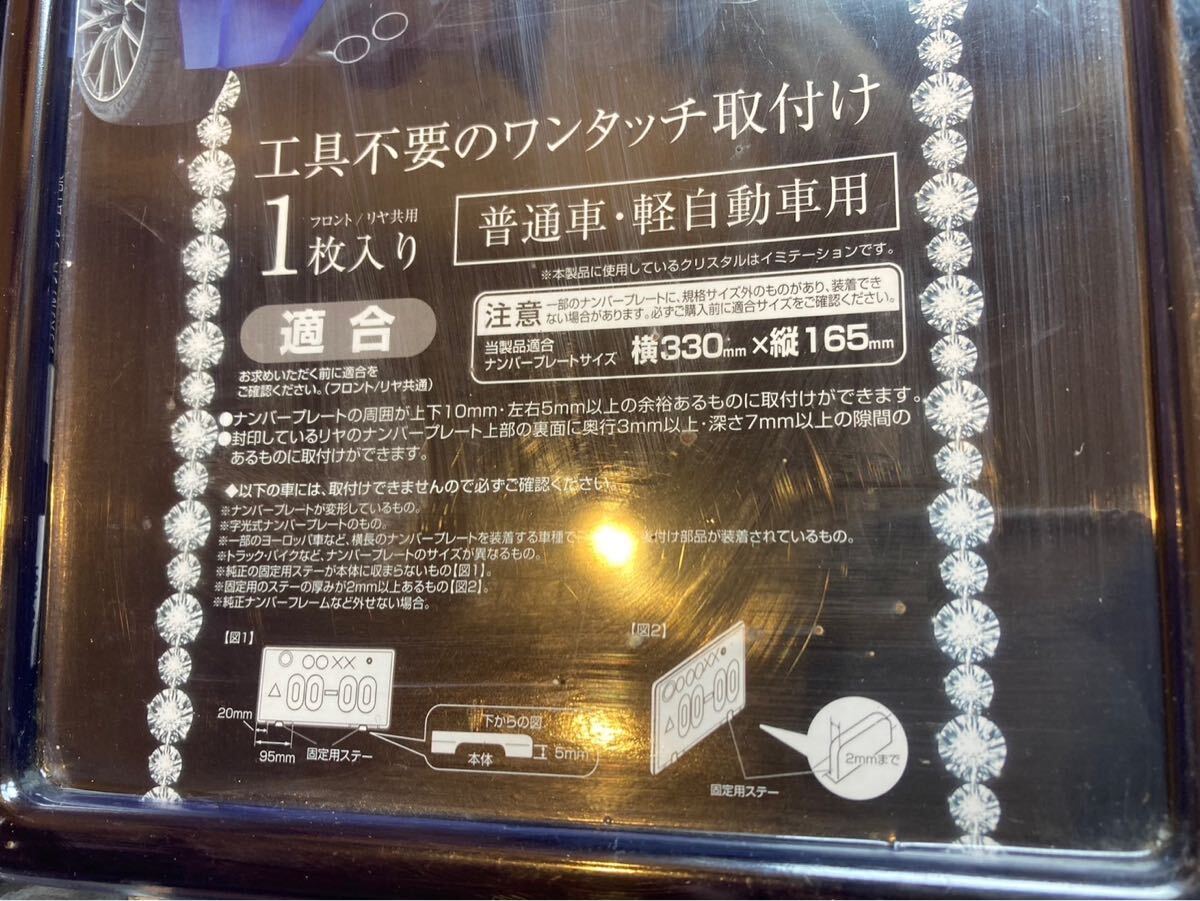 工具不要のワンタッチ取付け
フロント/リヤ共用
1枚入り
普通車・軽自動車用
※本製品に使用しているクリスタルはイミテーションです。
適合
お求めいただく前に適合を
ご確認ください。(フロント/リヤ共通)
注意
一部のナンバープレートに、規格サイズ外のものがあり、装着でき
ない場合があります。必ずご購入前に適合サイズをご確認ください。
当製品適合
ナンバープレートサイズ
横330mm×縦165mm
●ナンバープレートの周囲が上下10mm・左右5mm以上の余裕あるものに取付けができます。
●封印しているリヤのナンバープレート上部の裏面に奥行3mm以上・深さ7mm以上の隙間の
あるものに取付けができます。
◆以下の車には、取付けできませんので必ずご確認ください。
※ナンバープレートが変形しているもの。
※字光式ナンバープレートのもの。
※一部のヨーロッパ車など、横長のナンバープレートを装着する車種で 付け部品が装着されているもの。
※トラック・バイクなど、ナンバープレートのサイズが異なるもの。
※純正の固定用ステーが本体に収まらないもの【図1】。
※固定用のステーの厚みが2mm以上あるもの【図2】。
※純正ナンバーフレームなど外せない場合。
【図1】
○○××
△00-00
20mm
95mm
固定用ステー
下からの図
本体
5mm
【図2】
○○××
△00-00
2mmまで
固定用ステー